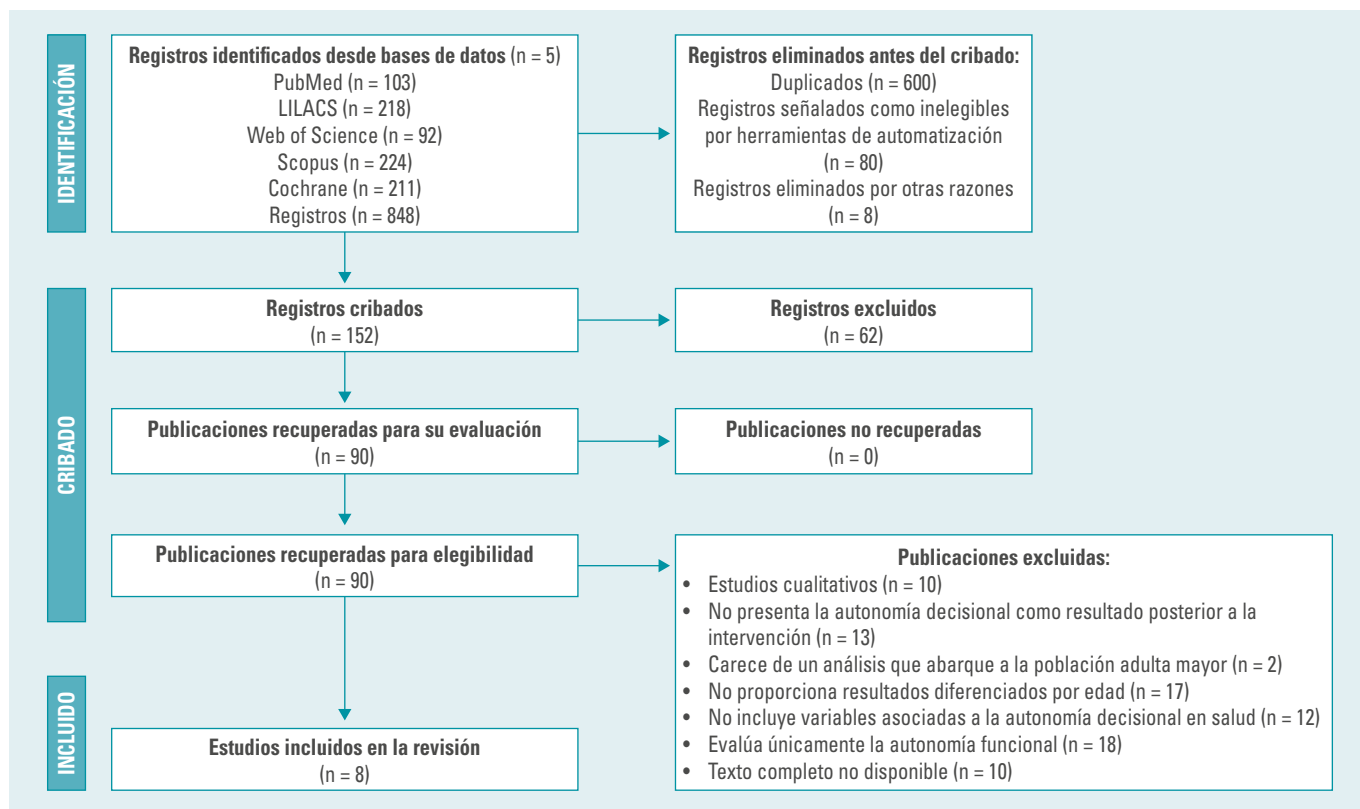 IDENTIFICACIÓN
Registros identificados desde bases de datos (n = 5)
PubMed (n = 103)
LILACS (n = 218)
Web of Science (n = 92)
Scopus (n = 224)
Cochrane (n = 211)
Registros (n = 848)
Registros eliminados antes del cribado:
Duplicados (n = 600)
Registros señalados como inelegibles
por herramientas de automatización
(n = 80)
Registros eliminados por otras razones
(n = 8)
CRIBADO
Registros cribados
(n = 152)
Registros excluidos
(n = 62)
Publicaciones recuperadas para su evaluación
(n = 90)
Publicaciones no recuperadas
(n = 0)
Publicaciones recuperadas para elegibilidad
(n = 90)
Publicaciones excluidas:
• Estudios cualitativos (n = 10)
• No presenta la autonomía decisional como resultado posterior a la
intervención (n = 13)
• Carece de un análisis que abarque a la población adulta mayor (n = 2)
• No proporciona resultados diferenciados por edad (n = 17)
• No incluye variables asociadas a la autonomía decisional en salud (n = 12)
• Evalúa únicamente la autonomía funcional (n = 18)
• Texto completo no disponible (n = 10)
INCLUIDO
Estudios incluidos en la revisión
(n = 8)